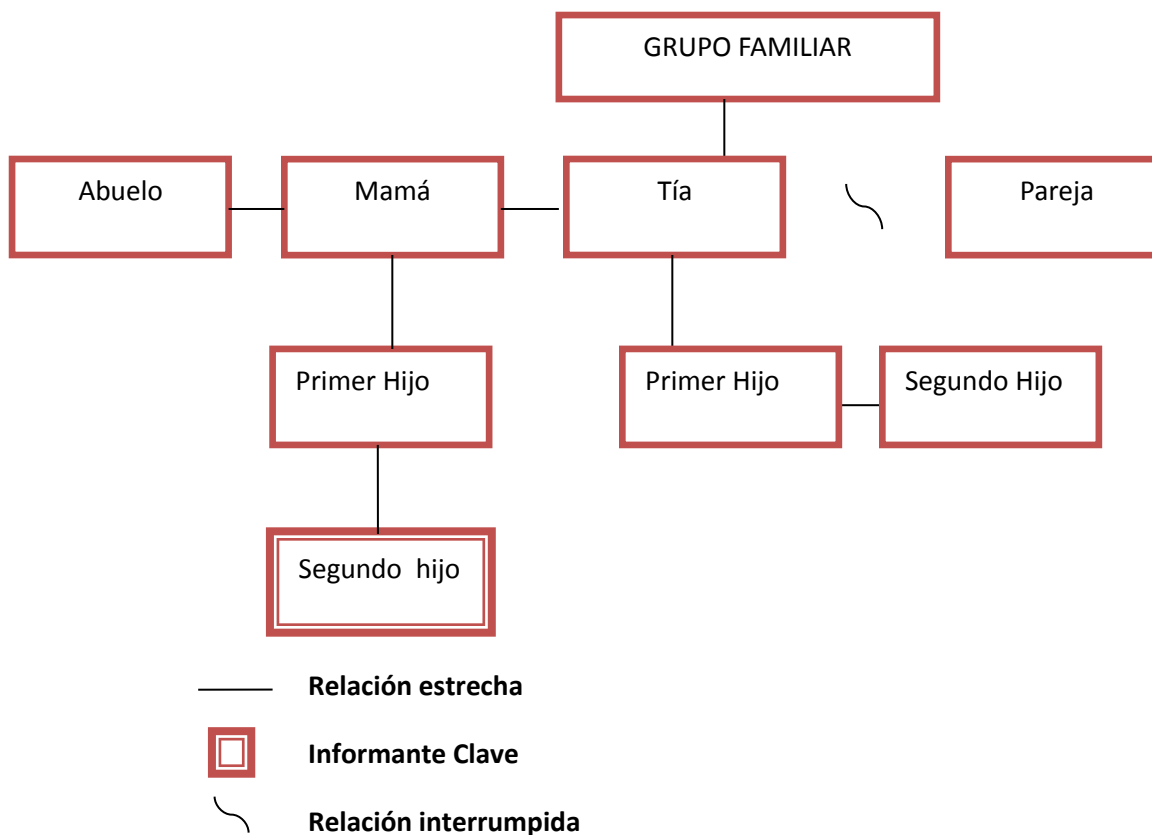 GRUPO FAMILIAR
Abuelo
Mamá
Tía
Pareja
Primer Hijo
Primer Hijo
Segundo Hijo
Segundo hijo
Relación estrecha
Informante Clave
Relación interrumpida